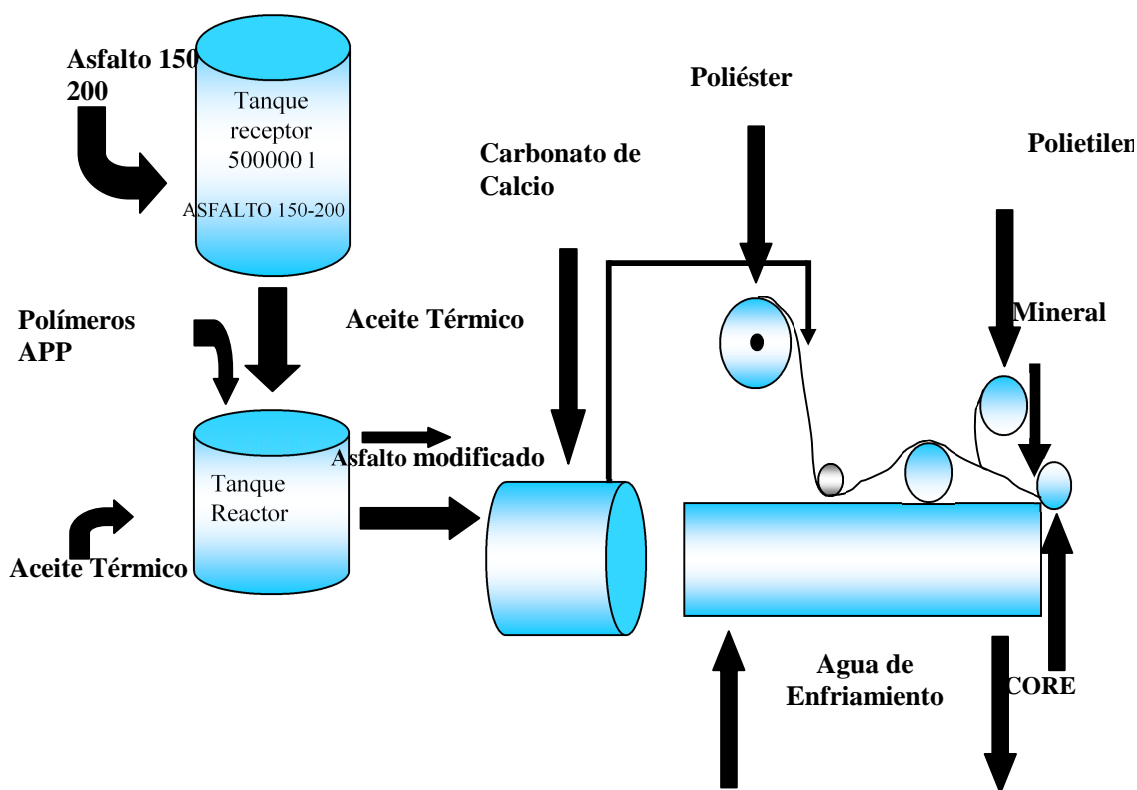 Asfalto 150
200
Tanque
receptor
500000 l
ASFALTO 150-200
Poliéster
Polietilen
Carbonato de
Calcio
Polímeros
APP
Aceite Térmico
Mineral
Asfalto modificado
Tanque
Reactor
Aceite Térmico
Agua de
Enfriamiento
CORE